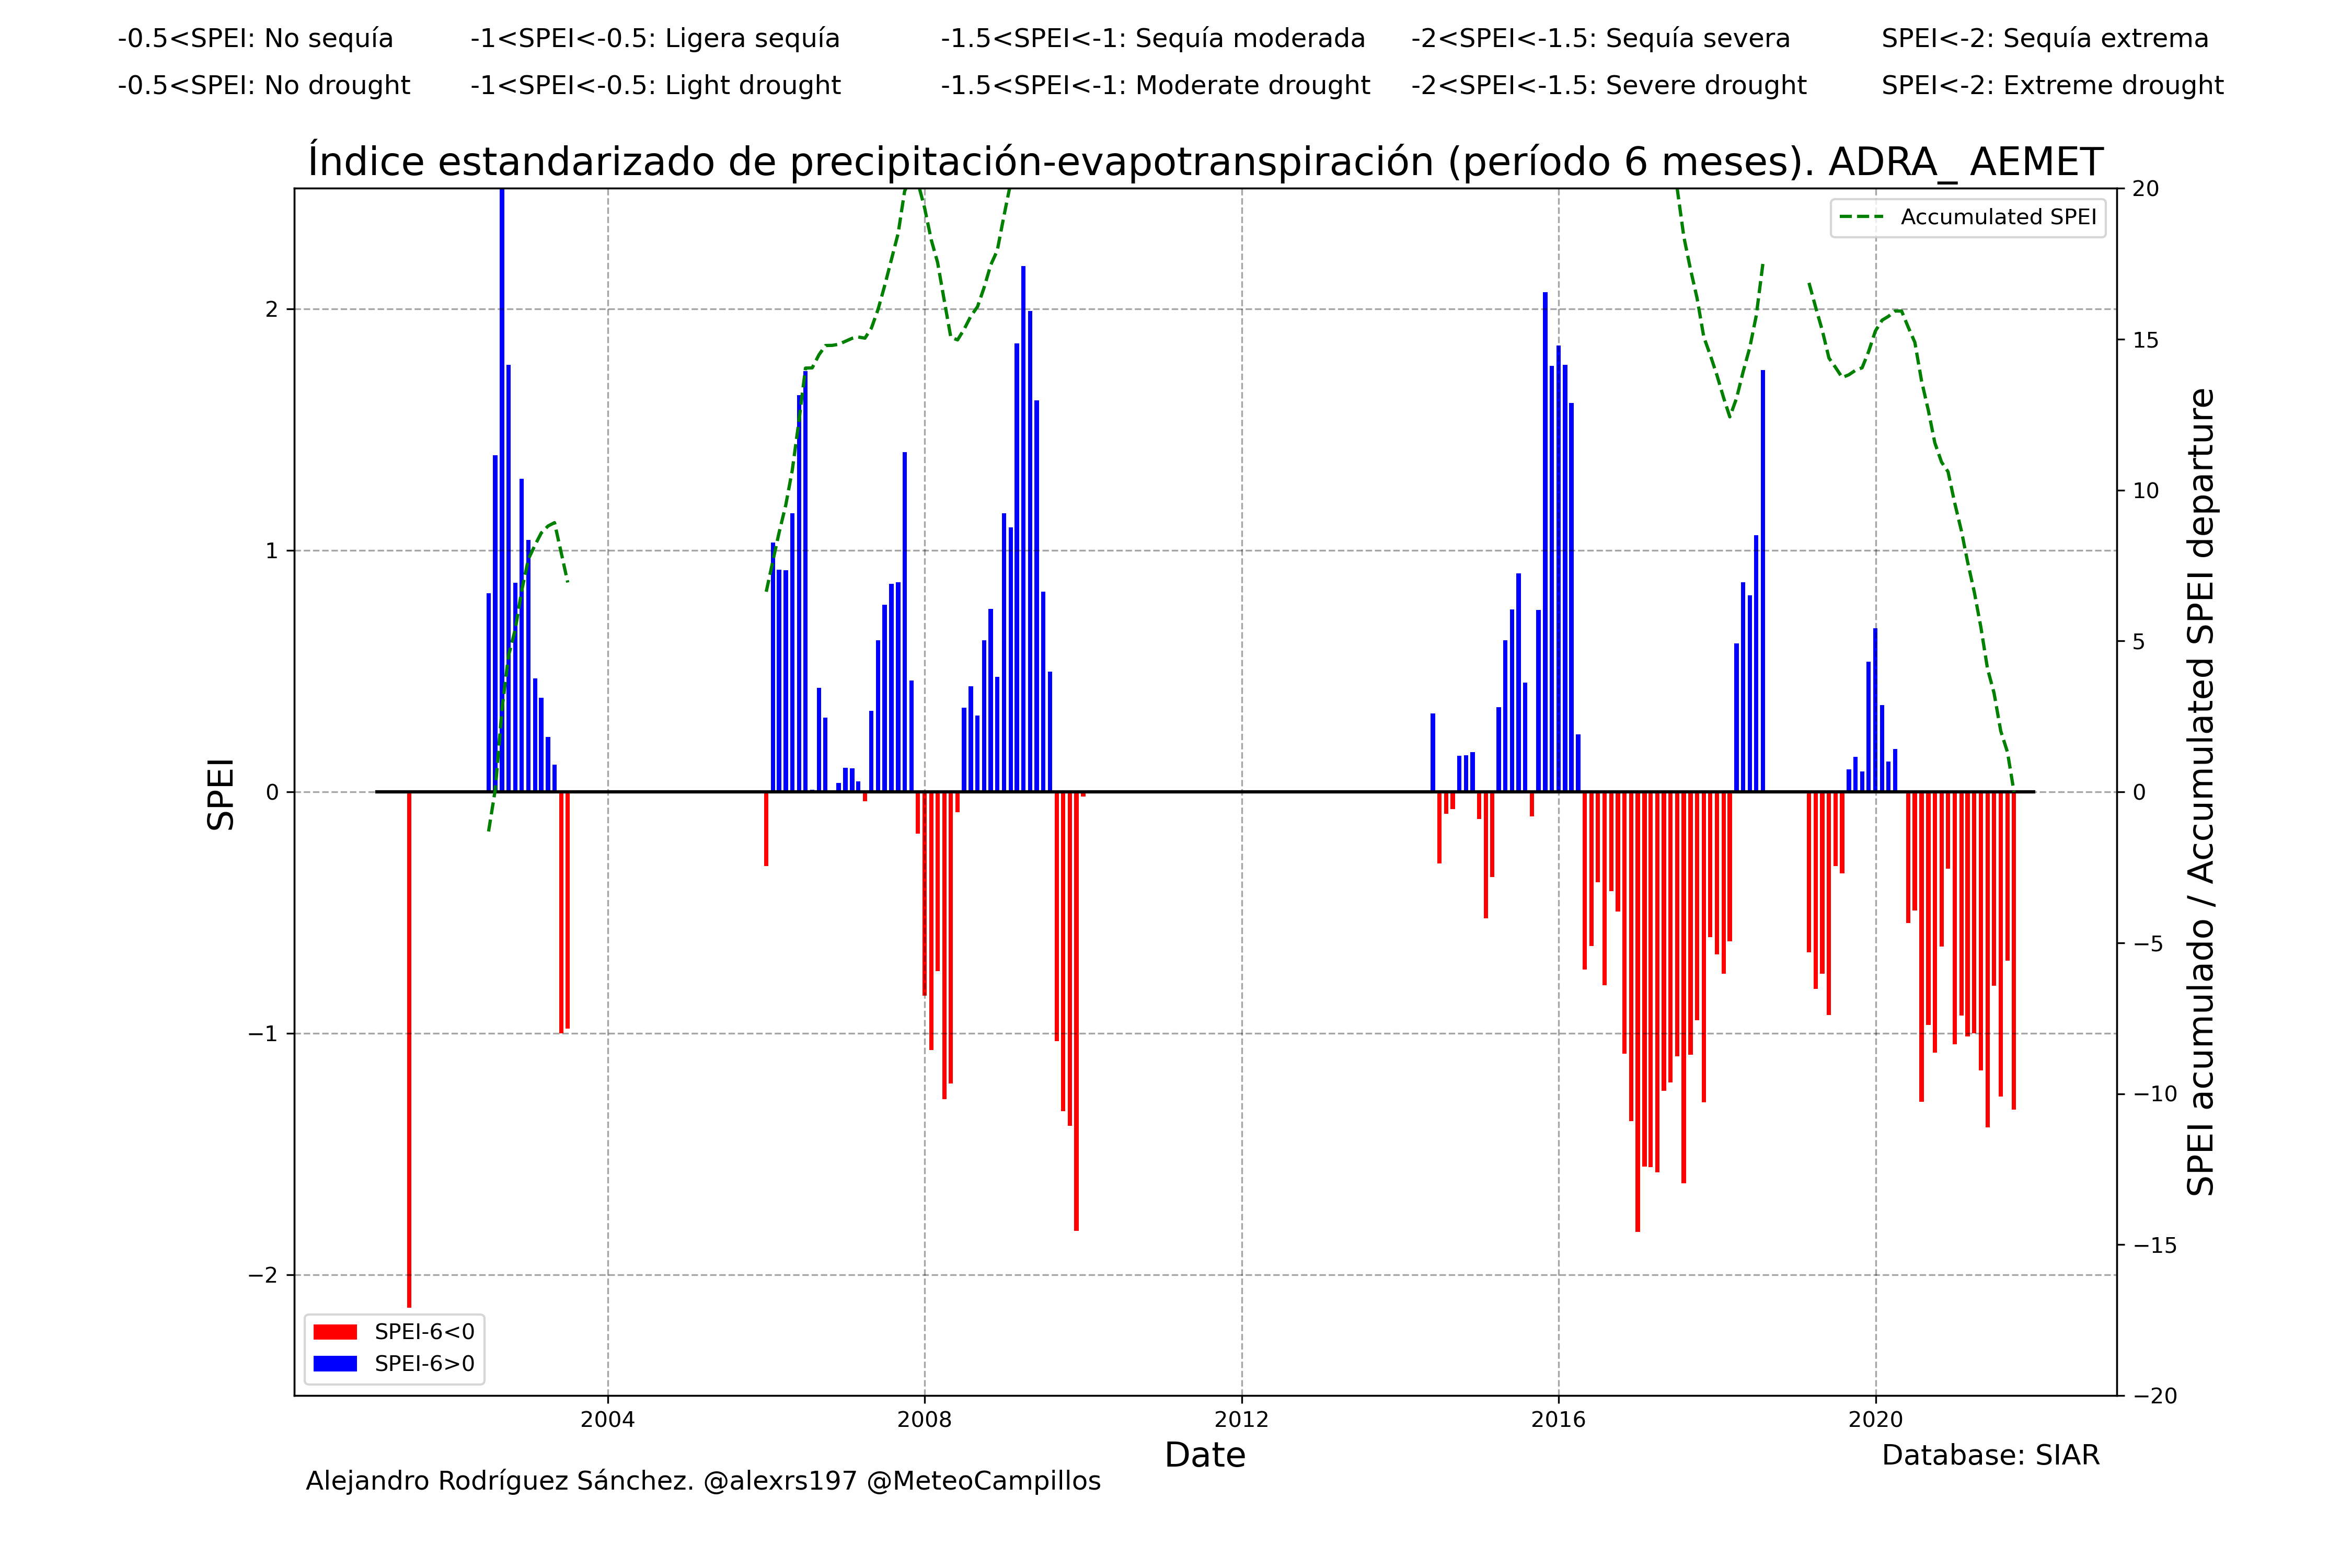 -0.5<SPEI: No sequía -1<SPEI<-0.5: Ligera sequía -1.5<SPEI<-1: Sequía moderada -2<SPEI<-1.5: Sequía severa SPEI<-2: Sequía extrema
-0.5<SPEI: No drought -1<SPEI<-0.5: Light drought -1.5<SPEI<-1: Moderate drought -2<SPEI<-1.5: Severe drought SPEI<-2: Extreme drought
Índice estandarizado de precipitación-evapotranspiración (período 6 meses). ADRA_ AEMET
Accumulated SPEI
SPEI
2
1
0
−1
−2
20
15
10
5
0
−5
−10
−15
−20
SPEI acumulado / Accumulated SPEI departure
SPEI-6<0
SPEI-6>0
2004 2008 2012 2016 2020
Date
Database: SIAR
Alejandro Rodríguez Sánchez. @alexrs197 @MeteoCampillos